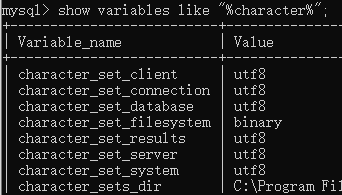 mysql> show variables like "%character%";
Variable_name | Value
character_set_client | utf8
character_set_connection | utf8
character_set_database | utf8
character_set_filesystem | binary
character_set_results | utf8
character_set_server | utf8
character_set_system | utf8
character_sets_dir | C:\Program Fil